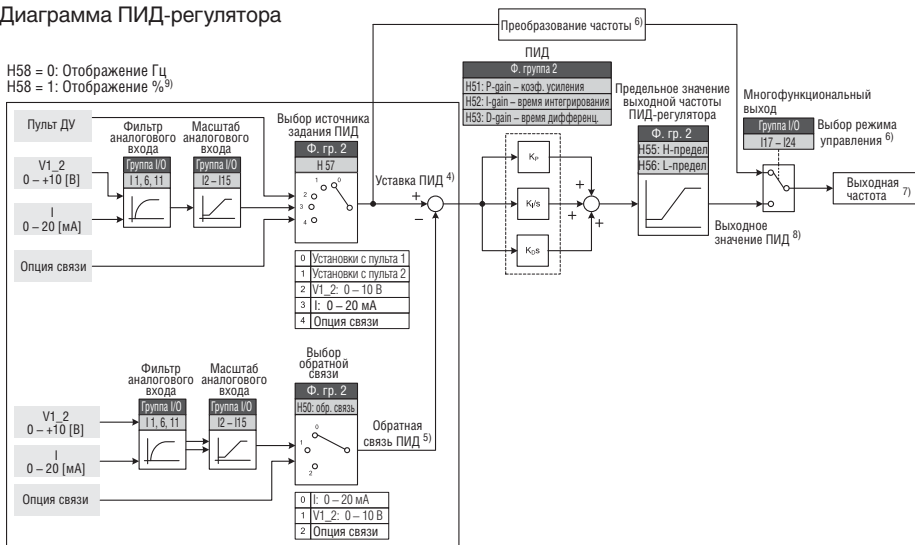 Диаграмма ПИД-регулятора
Преобразование частоты 6)
H58 = 0: Отображение Гц
H58 = 1: Отображение % 9)
ПИД
Ф. группа 2
H51: P-gain – коэф. усиления
H52: I-gain – время интегрирования
H53: D-gain – время дифференц.
Предельное значение
выходной частоты
ПИД-регулятора
Ф. гр. 2
H55: H-предел
H56: L-предел
Многофункциональный
выход
Группа I/O
I17 – I24
Выбор режима
управления 6)
Выходная
частота
7)
Пульт ДУ
V1_2
0 – +10 [В]
I
0 – 20 [мА]
Опция связи
Фильтр
аналогового
входа
Группа I/O
I 1, 6, 11
Масштаб
аналогового
входа
Группа I/O
I2 – I15
Выбор источника
задания ПИД
Ф. гр. 2
H 57
0
1
2
3
4
Уставка ПИД 4)
+
–
KP
KI/s
KDs
+
+
+
Выходное
значение ПИД 8)
0 Установки с пульта 1
1 Установки с пульта 2
2 V1_2: 0 – 10 В
3 I: 0 – 20 мА
4 Опция связи
Фильтр
аналогового
входа
Группа I/O
I 1, 6, 11
Масштаб
аналогового
входа
Группа I/O
I2 – I15
Выбор
обратной
связи
Ф. гр. 2
H50: обр. связь
0
1
2
V1_2
0 – +10 [В]
I
0 – 20 [мА]
Опция связи
Обратная
связь ПИД 5)
0 I: 0 – 20 мА
1 V1_2: 0 – 10 В
2 Опция связи